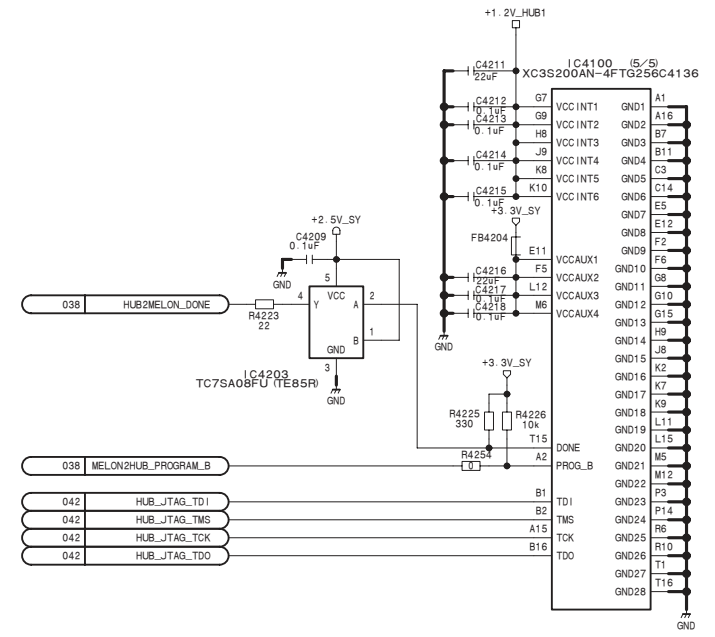 +1.2V_HUB1
C4211
22uF
IC4100 (5/5)
XC3S200AN-4FTG256C4136
C4212
0.1uF
G7 VCCINT1 GND1 A1
C4213
0.1uF
G9 VCCINT2 GND2 A16
H8 VCCINT3 GND3 B7
C4214
0.1uF
J9 VCCINT4 GND4 B11
K8 VCCINT5 GND5 C3
C4215
0.1uF
K10 VCCINT6 GND6 C14
+3.3V_SY
GND7 E5
GND8 E12
FB4204
E11 VCCAUX1 GND9 F2
C4216
22uF
F5 VCCAUX2 GND10 F6
C4217
0.1uF
L12 VCCAUX3 GND11 G8
C4218
0.1uF
M6 VCCAUX4 GND12 G10
GND13 G15
GND14 H9
GND
GND15 J8
GND16 K2
GND17 K7
GND18 K9
GND19 L11
+2.5V_SY
C4209
0.1uF
GND
5
VCC
038 HUB2MELON_DONE
R4223
22
4 Y A 2
B 1
GND
3
GND
IC4203
TC7SA08FU(TE85R)
+3.3V_SY
R4225
330
R4226
10k
T15 DONE GND20 L15
038 MELON2HUB_PROGRAM_B
R4254
0
A2 PROG_B GND21 M5
GND22 M12
042 HUB_JTAG_TDI B1 TDI GND23 P3
042 HUB_JTAG_TMS B2 TMS GND24 P14
042 HUB_JTAG_TCK A15 TCK GND25 R6
042 HUB_JTAG_TDO B16 TDO GND26 R10
GND27 T1
GND28 T16
GND